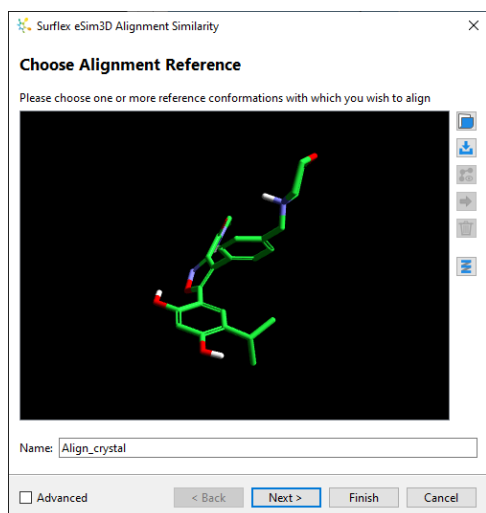 Surflex eSim3D Alignment Similarity
Choose Alignment Reference
Please choose one or more reference conformations with which you wish to align
Name: Align_crystal
Advanced
< Back
Next >
Finish
Cancel